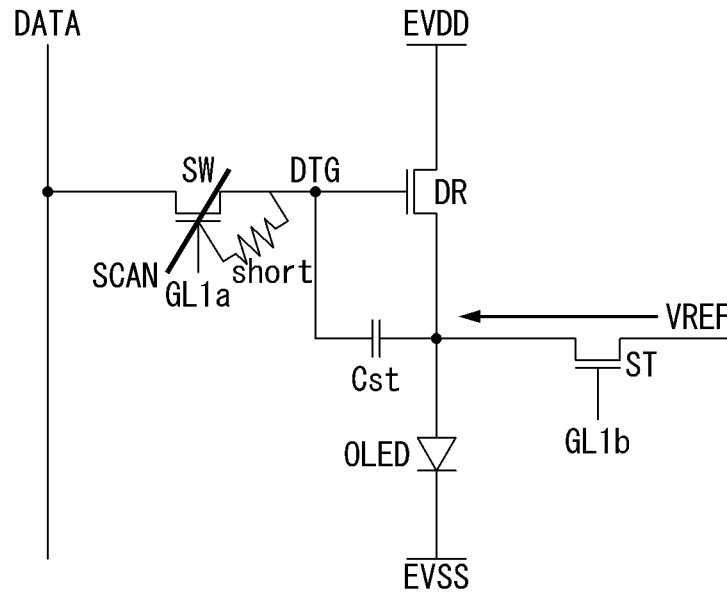 DATA
EVDD
SW
DTG
DR
SCAN
short
GL1a
VREF
Cst
ST
OLED
GL1b
EVSS